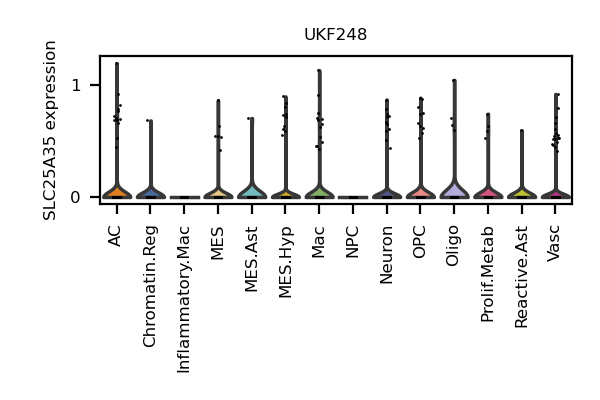 UKF248
SLC25A35 expression
1
0
AC
Chromatin.Reg
Inflammatory.Mac
MES
MES.Ast
MES.Hyp
Mac
NPC
Neuron
OPC
Oligo
Prolif.Metab
Reactive.Ast
Vasc